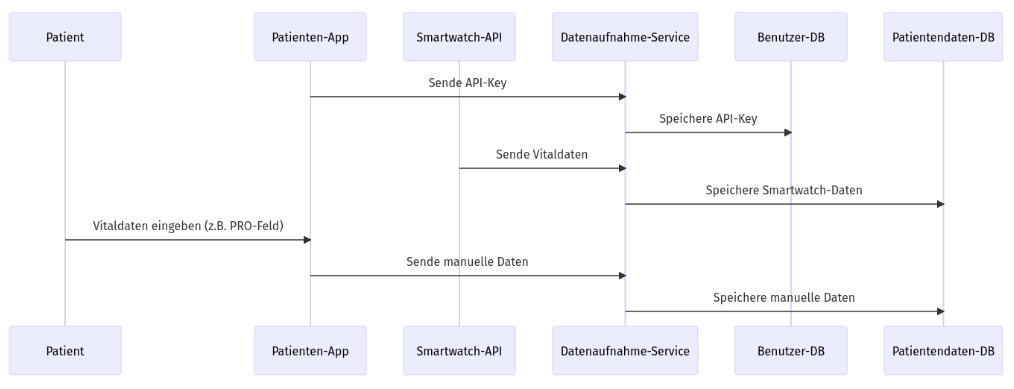 Patient
Patienten-App
Smartwatch-API
Datenaufnahme-Service
Benutzer-DB
Patientendaten-DB
Sende API-Key
Speichere API-Key
Sende Vitaldaten
Speichere Smartwatch-Daten
Vitaldaten eingeben (z.B. PRO-Feld)
Sende manuelle Daten
Speichere manuelle Daten
Patient
Patienten-App
Smartwatch-API
Datenaufnahme-Service
Benutzer-DB
Patientendaten-DB